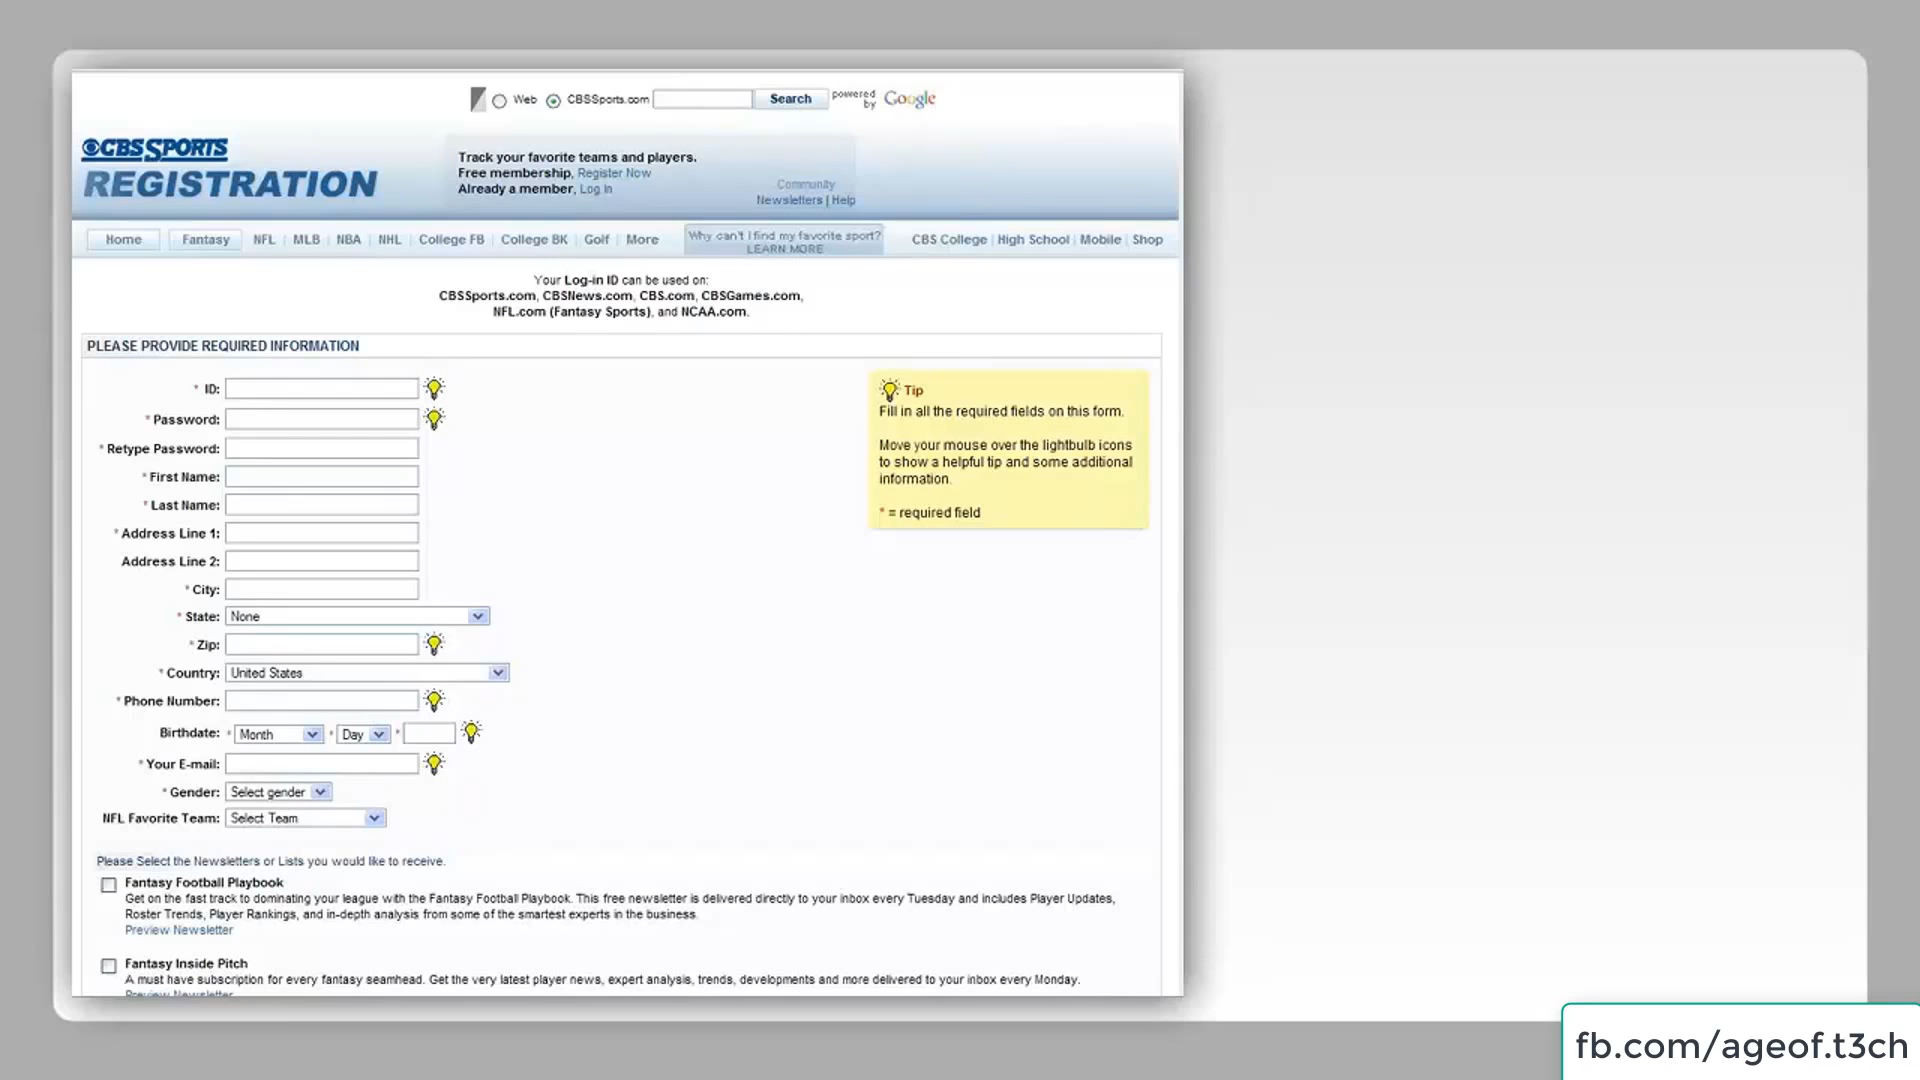 Web CBSSports.com Search powered by Google
CBS SPORTS
REGISTRATION
Track your favorite teams and players.
Free membership, Register Now
Already a member, Log In
Community
Newsletters | Help
Home Fantasy NFL MLB NBA NHL College FB College BK Golf More
Why can't I find my favorite sport?
LEARN MORE
CBS College | High School | Mobile | Shop
Your Log-in ID can be used on:
CBSSports.com, CBSNews.com, CBS.com, CBSGames.com,
NFL.com (Fantasy Sports), and NCAA.com.
PLEASE PROVIDE REQUIRED INFORMATION
* ID:
* Password:
* Retype Password:
* First Name:
* Last Name:
* Address Line 1:
Address Line 2:
* City:
* State: None
* Zip:
* Country: United States
* Phone Number:
Birthdate: * Month * Day *
* Your E-mail:
* Gender: Select gender
NFL Favorite Team: Select Team
Tip
Fill in all the required fields on this form.
Move your mouse over the lightbulb icons
to show a helpful tip and some additional
information.
* = required field
Please Select the Newsletters or Lists you would like to receive.
Fantasy Football Playbook
Get on the fast track to dominating your league with the Fantasy Football Playbook. This free newsletter is delivered directly to your inbox every Tuesday and includes Player Updates,
Roster Trends, Player Rankings, and in-depth analysis from some of the smartest experts in the business.
Preview Newsletter
Fantasy Inside Pitch
A must have subscription for every fantasy seamhead. Get the very latest player news, expert analysis, trends, developments and more delivered to your inbox every Monday.
Preview Newsletter
fb.com/ageof.t3ch